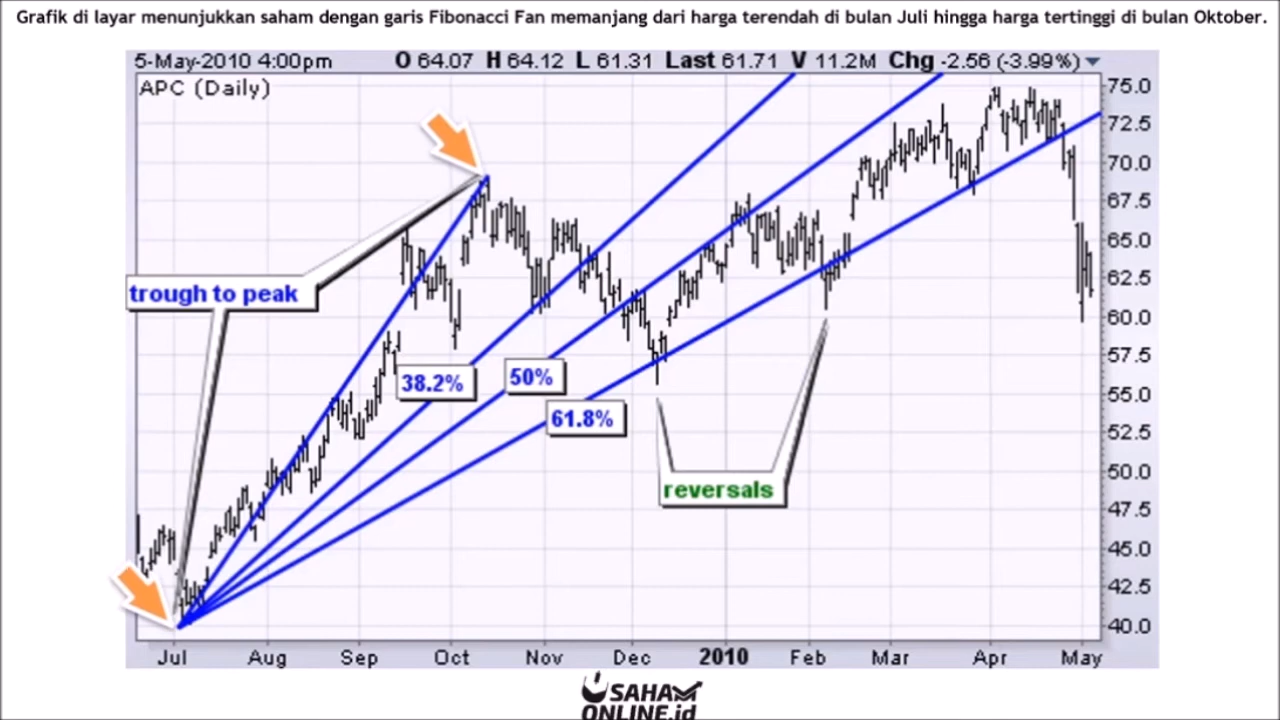 Grafik di layar menunjukkan saham dengan garis Fibonacci Fan memanjang dari harga terendah di bulan Juli hingga harga tertinggi di bulan Oktober.
5-May-2010 4:00pm O 64.07 H 64.12 L 61.31 Last 61.71 V 11.2M Chg -2.56 (-3.99%)
APC (Daily)
75.0
72.5
70.0
67.5
65.0
62.5
60.0
57.5
55.0
52.5
50.0
47.5
45.0
42.5
40.0
trough to peak
38.2%
50%
61.8%
reversals
Jul Aug Sep Oct Nov Dec 2010 Feb Mar Apr May
SAHAM
ONLINE.id